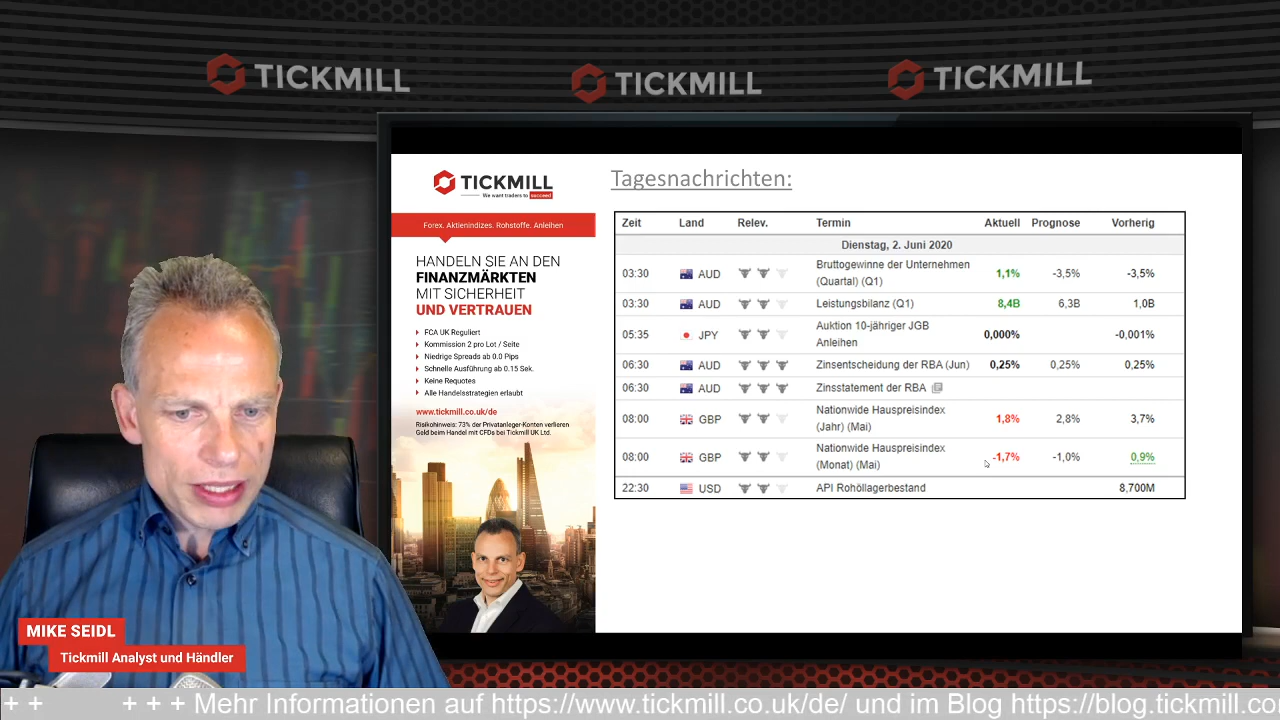 TICKMILL
TICKMILL
TICKMILL
TICKMILL
We want traders to succeed
Forex. Aktienindizes. Rohstoffe. Anleihen
HANDELN SIE AN DEN
FINANZMÄRKTEN
MIT SICHERHEIT
UND VERTRAUEN
FCA UK Reguliert
Kommission 2 pro Lot / Seite
Niedrige Spreads ab 0.0 Pips
Schnelle Ausführung ab 0.15 Sek.
Keine Requotes
Alle Handelsstrategien erlaubt
www.tickmill.co.uk/de
Risikohinweis: 73% der Privatanleger-Konten verlieren
Geld beim Handel mit CFDs bei Tickmill UK Ltd.
Tagesnachrichten:
Zeit Land Relev. Termin Aktuell Prognose Vorherig
Dienstag, 2. Juni 2020
03:30 AUD Bruttogewinne der Unternehmen (Quartal) (Q1) 1,1% -3,5% -3,5%
03:30 AUD Leistungsbilanz (Q1) 8,4B 6,3B 1,0B
05:35 JPY Auktion 10-jähriger JGB Anleihen 0,000% -0,001%
06:30 AUD Zinsentscheidung der RBA (Jun) 0,25% 0,25% 0,25%
06:30 AUD Zinsstatement der RBA
08:00 GBP Nationwide Hauspreisindex (Jahr) (Mai) 1,8% 2,8% 3,7%
08:00 GBP Nationwide Hauspreisindex (Monat) (Mai) -1,7% -1,0% 0,9%
22:30 USD API Rohöllagerbestand 8,700M
MIKE SEIDL
Tickmill Analyst und Händler
+ + + + + Mehr Informationen auf https://www.tickmill.co.uk/de/ und im Blog https://blog.tickmill.co